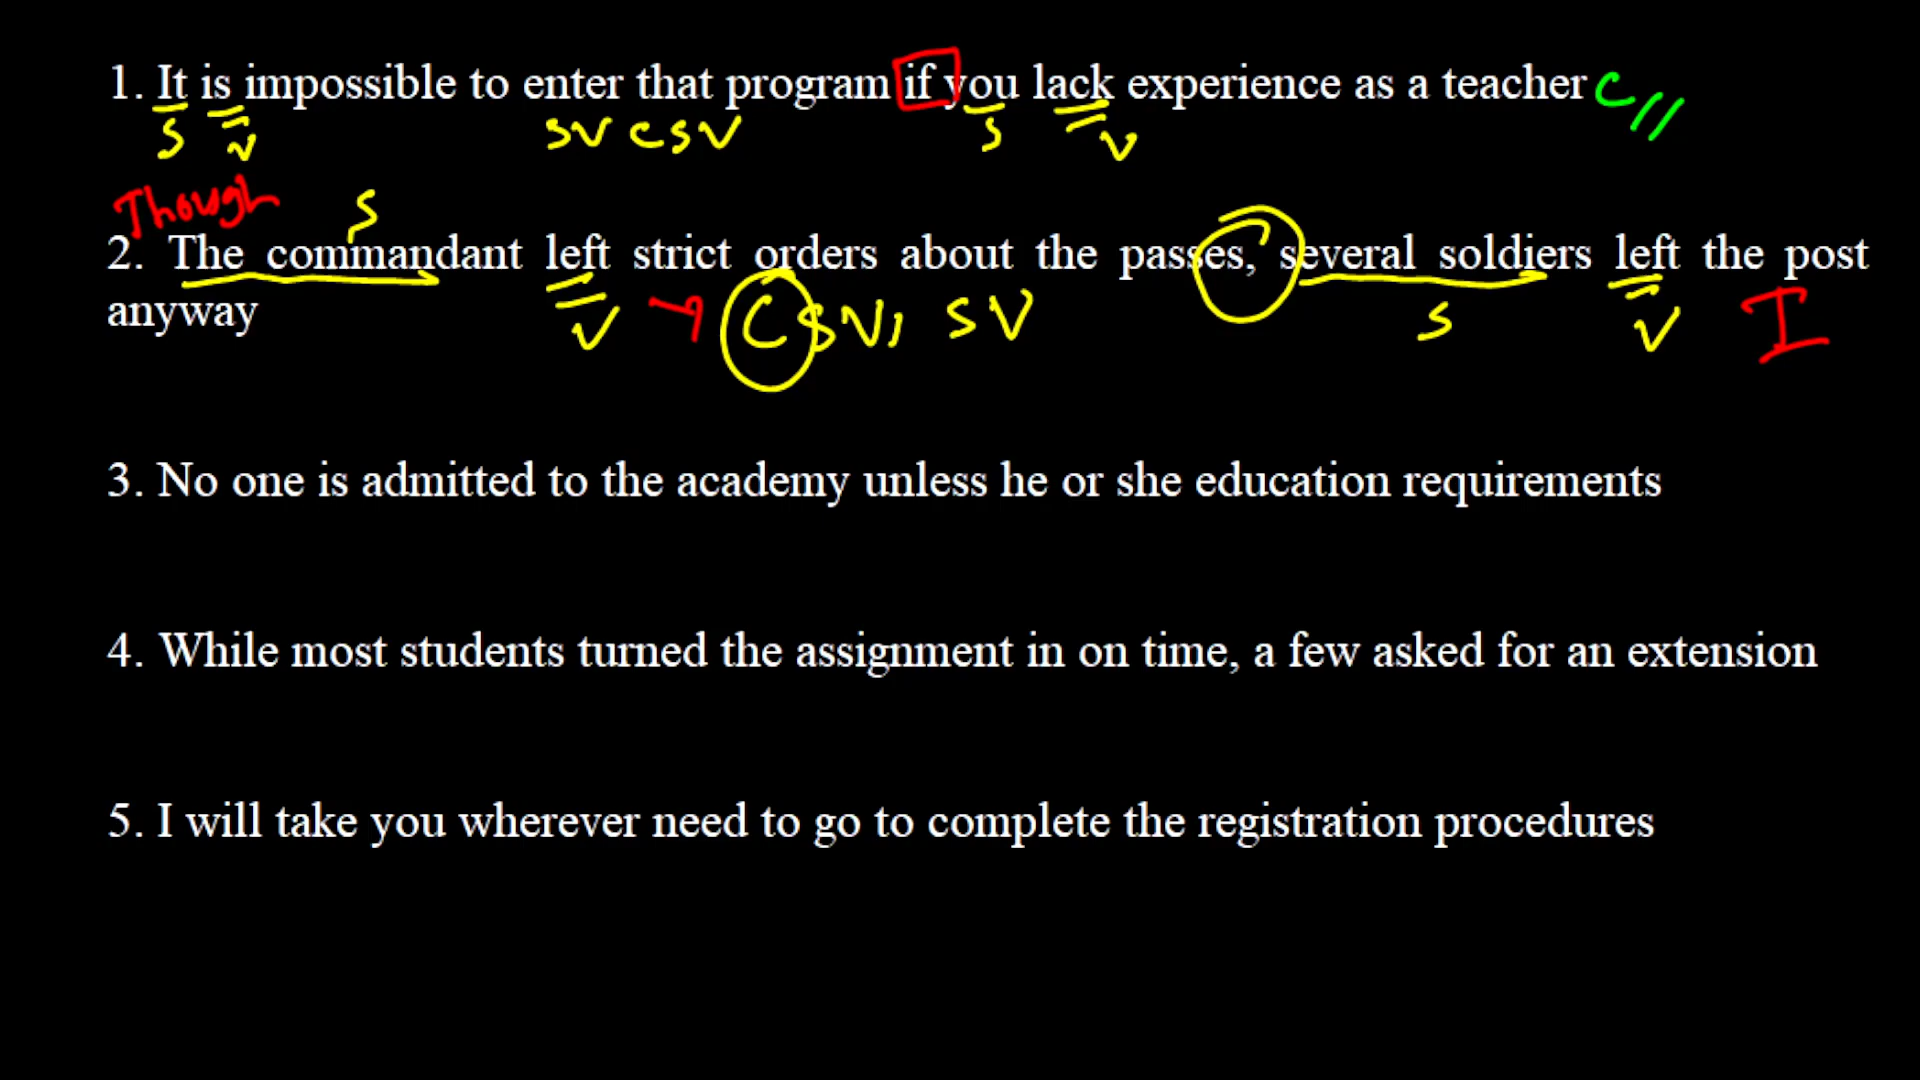 1. It is impossible to enter that program if you lack experience as a teacher C //
S V S V C S V S V
Though S
2. The commandant left strict orders about the passes, several soldiers left the post
anyway V C S V, S V S V I
3. No one is admitted to the academy unless he or she education requirements
4. While most students turned the assignment in on time, a few asked for an extension
5. I will take you wherever need to go to complete the registration procedures